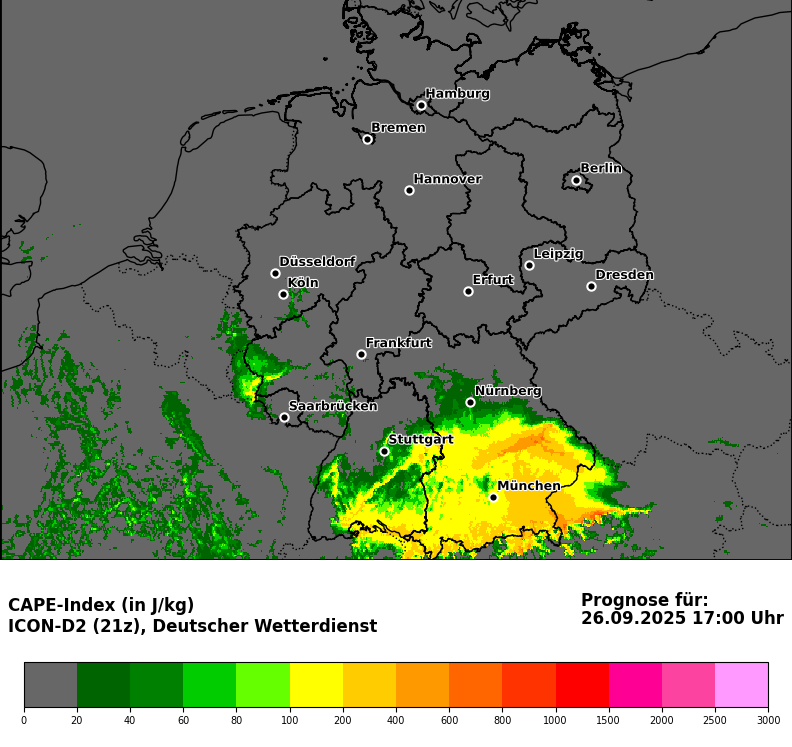 Hamburg
Bremen
Berlin
Hannover
Leipzig
Düsseldorf
Dresden
Köln
Erfurt
Frankfurt
Nürnberg
Saarbrücken
Stuttgart
München
CAPE-Index (in J/kg)
ICON-D2 (21z), Deutscher Wetterdienst
Prognose für:
26.09.2025 17:00 Uhr
0 20 40 60 80 100 200 400 600 800 1000 1500 2000 2500 3000